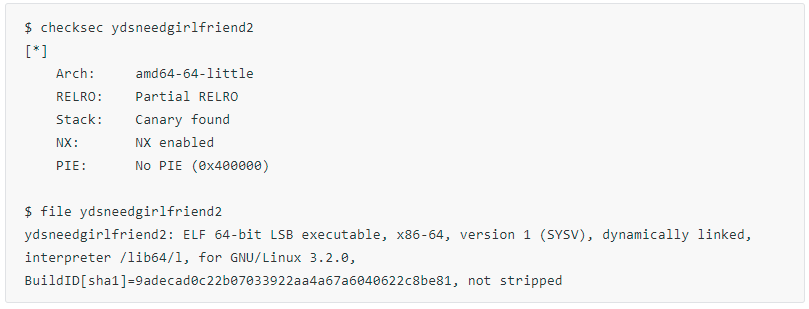 $ checksec ydsneedgirlfriend2
[*]
    Arch:     amd64-64-little
    RELRO:    Partial RELRO
    Stack:    Canary found
    NX:       NX enabled
    PIE:      No PIE (0x400000)
$ file ydsneedgirlfriend2
ydsneedgirlfriend2: ELF 64-bit LSB executable, x86-64, version 1 (SYSV), dynamically linked,
interpreter /lib64/l, for GNU/Linux 3.2.0,
BuildID[sha1]=9adecad0c22b07033922aa4a67a6040622c8be81, not stripped